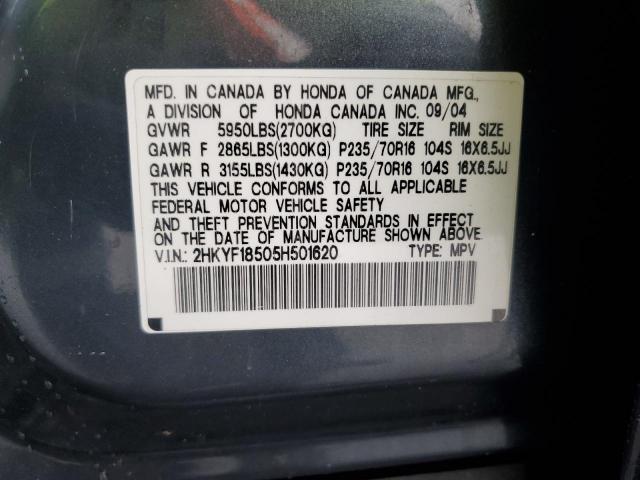 MFD. IN CANADA BY HONDA OF CANADA MFG.,
A DIVISION OF HONDA CANADA INC. 09/04
GVWR 5950LBS(2700KG) TIRE SIZE RIM SIZE
GAWR F 2865LBS(1300KG) P235/70R16 104S 16X6.5JJ
GAWR R 3155LBS(1430KG) P235/70R16 104S 16X6.5JJ
THIS VEHICLE CONFORMS TO ALL APPLICABLE
FEDERAL MOTOR VEHICLE SAFETY
AND THEFT PREVENTION STANDARDS IN EFFECT
ON THE DATE OF MANUFACTURE SHOWN ABOVE.
V.I.N.: 2HKYF18505H501620 TYPE: MPV